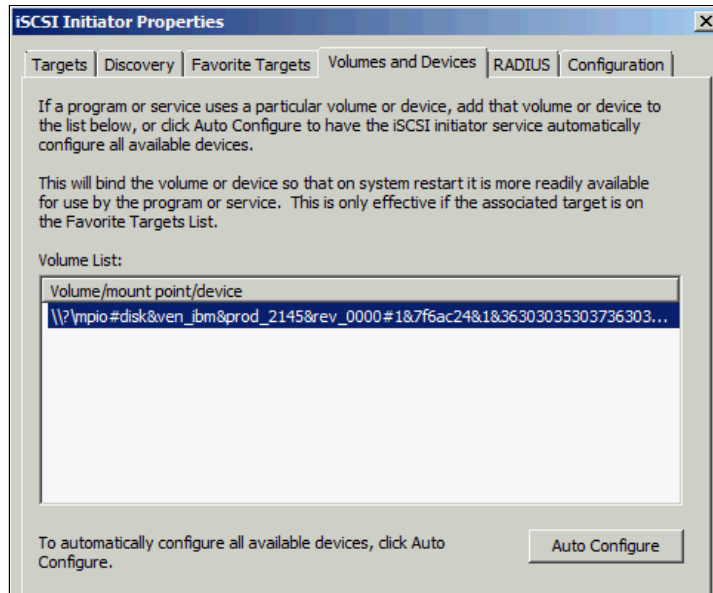 iSCSI Initiator Properties
Targets Discovery Favorite Targets Volumes and Devices RADIUS Configuration
If a program or service uses a particular volume or device, add that volume or device to
the list below, or click Auto Configure to have the iSCSI initiator service automatically
configure all available devices.
This will bind the volume or device so that on system restart it is more readily available
for use by the program or service. This is only effective if the associated target is on
the Favorite Targets List.
Volume List:
Volume/mount point/device
\\?\mpio#disk&ven_ibm&prod_2145&rev_0000#1&7f6ac24&1&36303035303736303...
To automatically configure all available devices, click Auto
Configure.
Auto Configure